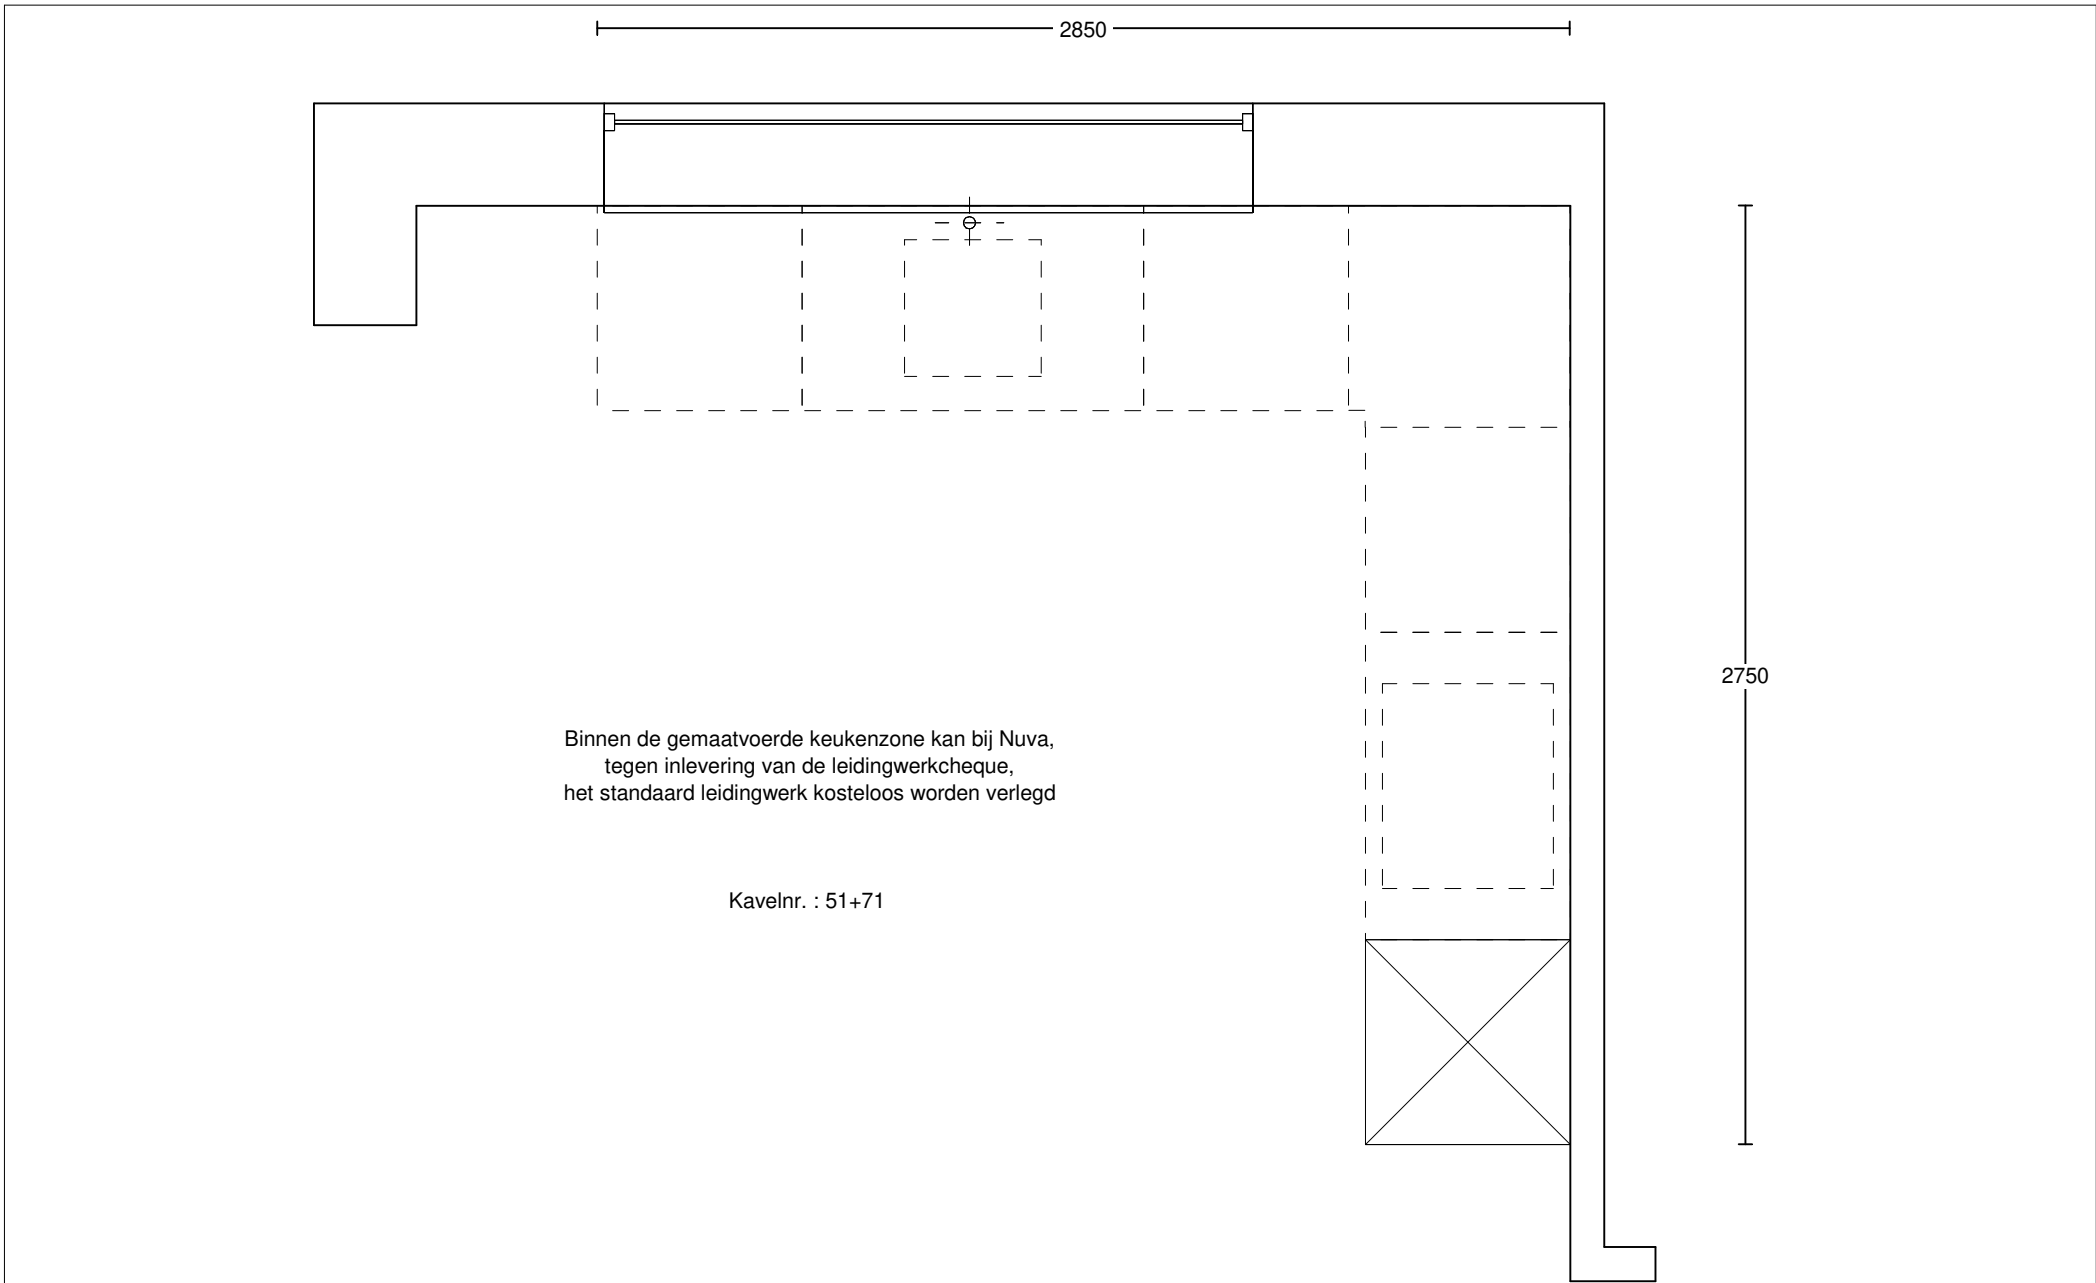 2850
2750
Binnen de gemaatvoerde keukenzone kan bij Nuva,
tegen inlevering van de leidingwerkcheque,
het standaard leidingwerk kosteloos worden verlegd
Kavelnr. : 51+71